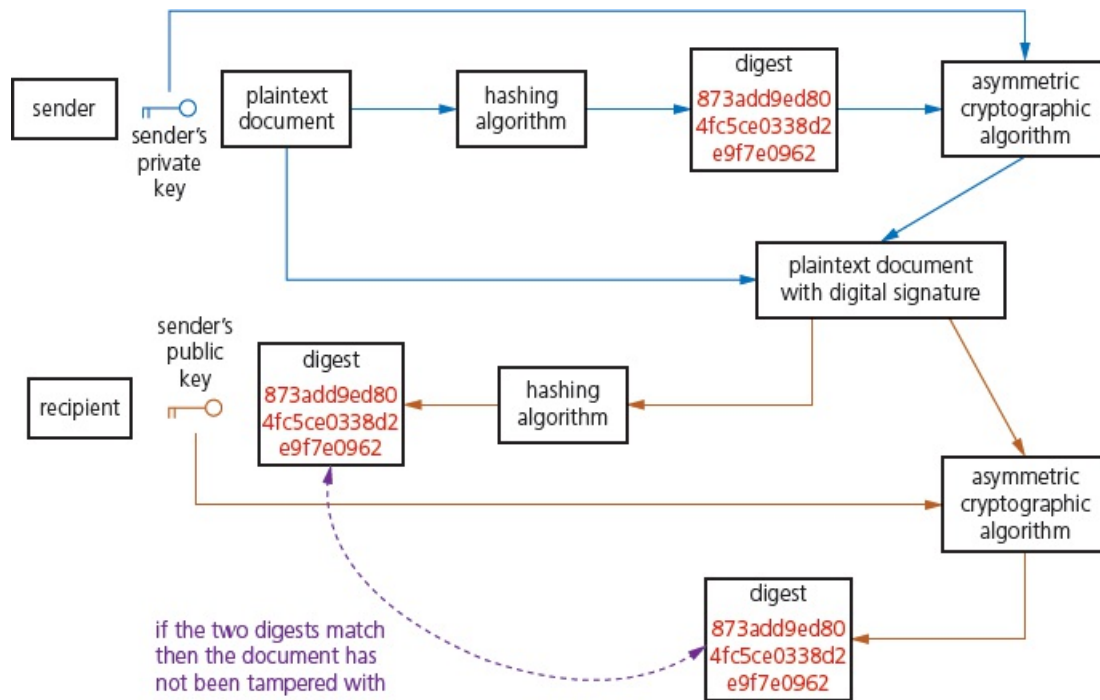 sender
sender's
private
key
plaintext
document
hashing
algorithm
digest
873add9ed80
4fc5ce0338d2
e9f7e0962
asymmetric
cryptographic
algorithm
plaintext document
with digital signature
recipient
sender's
public
key
digest
873add9ed80
4fc5ce0338d2
e9f7e0962
hashing
algorithm
asymmetric
cryptographic
algorithm
digest
873add9ed80
4fc5ce0338d2
e9f7e0962
if the two digests match
then the document has
not been tampered with